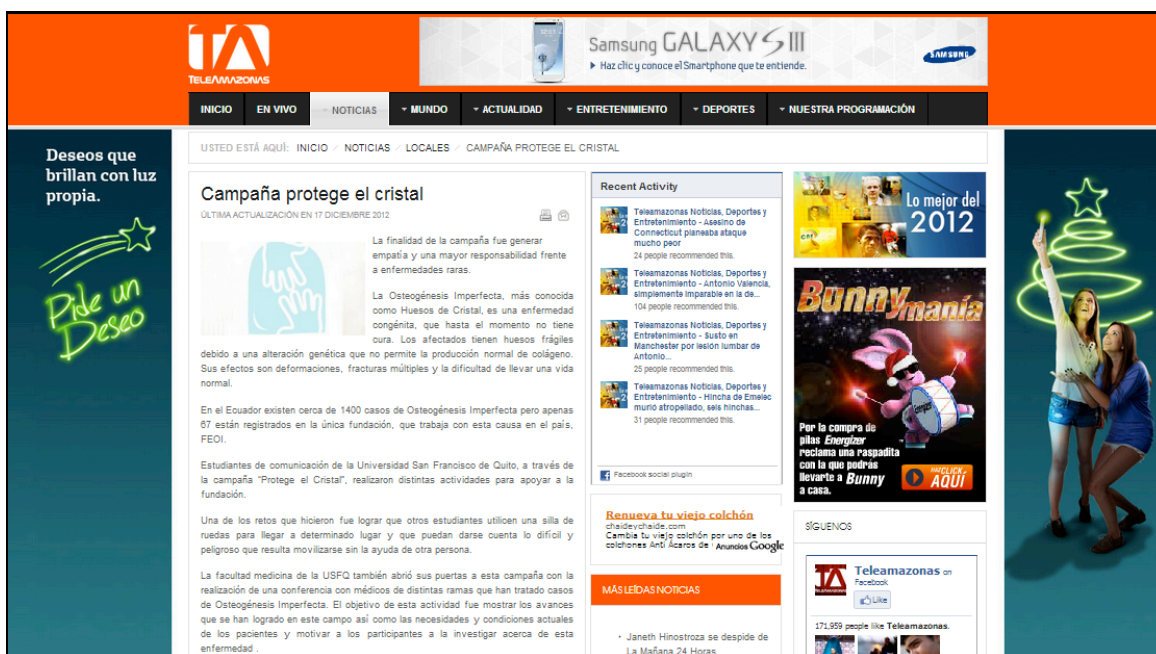 TA
TELEAMAZONAS
Samsung GALAXY S III
Haz clic y conoce el Smartphone que te entiende.
SAMSUNG
INICIO
EN VIVO
NOTICIAS
MUNDO
ACTUALIDAD
ENTRETENIMIENTO
DEPORTES
NUESTRA PROGRAMACIÓN
Deseos que
brillan con luz
propia.
Pide un
Deseo
USTED ESTÁ AQUÍ: INICIO / NOTICIAS / LOCALES / CAMPAÑA PROTEGE EL CRISTAL
Campaña protege el cristal
ÚLTIMA ACTUALIZACIÓN EN 17 DICIEMBRE 2012
La finalidad de la campaña fue generar
empatía y una mayor responsabilidad frente
a enfermedades raras.
La Osteogénesis Imperfecta, más conocida
como Huesos de Cristal, es una enfermedad
congénita, que hasta el momento no tiene
cura. Los afectados tienen huesos frágiles
debido a una alteración genética que no permite la producción normal de colágeno.
Sus efectos son deformaciones, fracturas múltiples y la dificultad de llevar una vida
normal.
En el Ecuador existen cerca de 1400 casos de Osteogénesis Imperfecta pero apenas
67 están registrados en la única fundación, que trabaja con esta causa en el país,
FEOI.
Estudiantes de comunicación de la Universidad San Francisco de Quito, a través de
la campaña "Protege el Cristal", realizaron distintas actividades para apoyar a la
fundación.
Una de los retos que hicieron fue lograr que otros estudiantes utilicen una silla de
ruedas para llegar a determinado lugar y que puedan darse cuenta lo difícil y
peligroso que resulta movilizarse sin la ayuda de otra persona.
La facultad medicina de la USFQ también abrió sus puertas a esta campaña con la
realización de una conferencia con médicos de distintas ramas que han tratado casos
de Osteogénesis Imperfecta. El objetivo de esta actividad fue mostrar los avances
que se han logrado en este campo así como las necesidades y condiciones actuales
de los pacientes y motivar a los participantes a la investigar acerca de esta
enfermedad .
Recent Activity
Teleamazonas Noticias, Deportes y
Entretenimiento - Asesino de
Connecticut planeaba ataque
mucho peor
24 people recommended this.
Teleamazonas Noticias, Deportes y
Entretenimiento - Antonio Valencia,
simplemente imparable en la de...
104 people recommended this.
Teleamazonas Noticias, Deportes y
Entretenimiento - Susto en
Manchester por lesión lumbar de
Antonio...
25 people recommended this.
Teleamazonas Noticias, Deportes y
Entretenimiento - Hincha de Emelec
murió atropellado, seis hinchas...
31 people recommended this.
Facebook social plugin
Renueva tu viejo colchón
chaideychaide.com
Cambia tu viejo colchón por uno de los
colchones Anti Ácaros de
Anuncios Google
MÁS LEÍDAS NOTICIAS
Janeth Hinostroza se despide de
La Mañana 24 Horas
Lo mejor del
2012
Bunnymanía
Energizer
Por la compra de
pilas Energizer
reclama una raspadita
con la que podrás
llevarte a Bunny
a casa.
HAZ CLICK
AQUÍ
SÍGUENOS
Teleamazonas on
Facebook
Like
171,959 people like Teleamazonas.